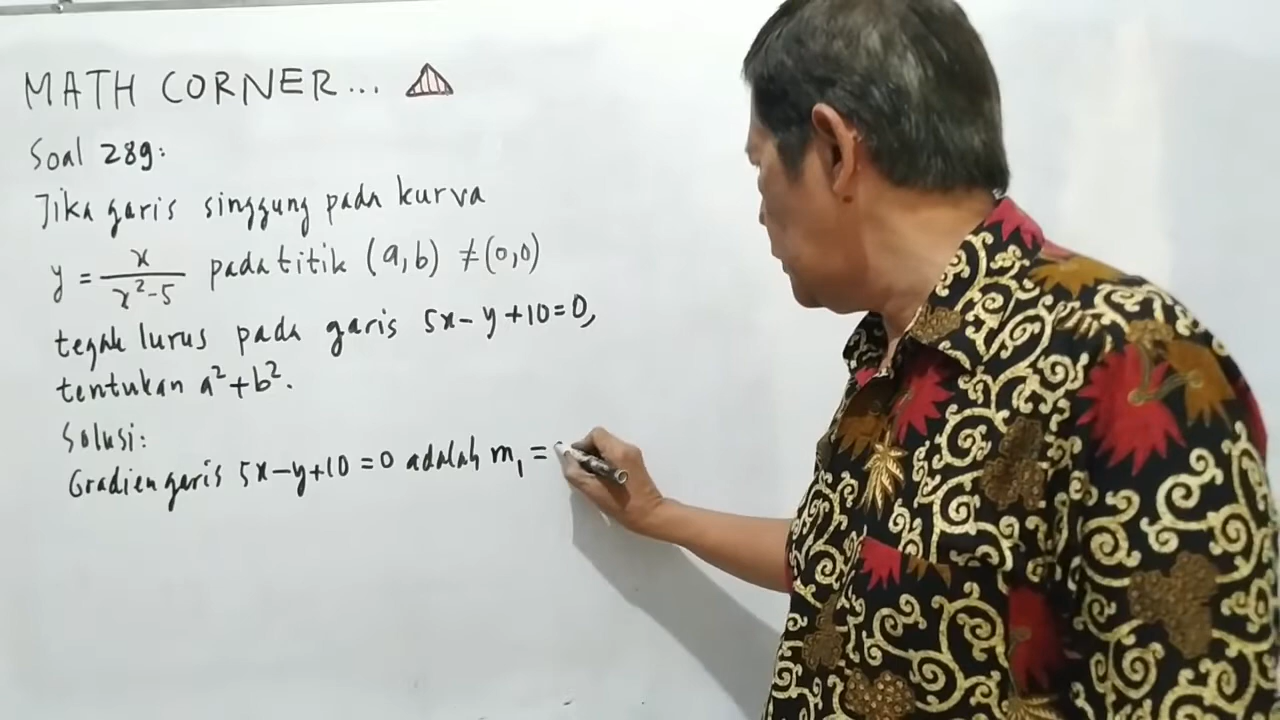 MATH CORNER...
Soal 289:
Jika garis singgung pada kurva
y = x/(x²-5) pada titik (a,b) ≠ (0,0)
tegak lurus pada garis 5x-y+10=0,
tentukan a²+b².
Solusi:
Gradien garis 5x-y+10=0 adalah m₁ =